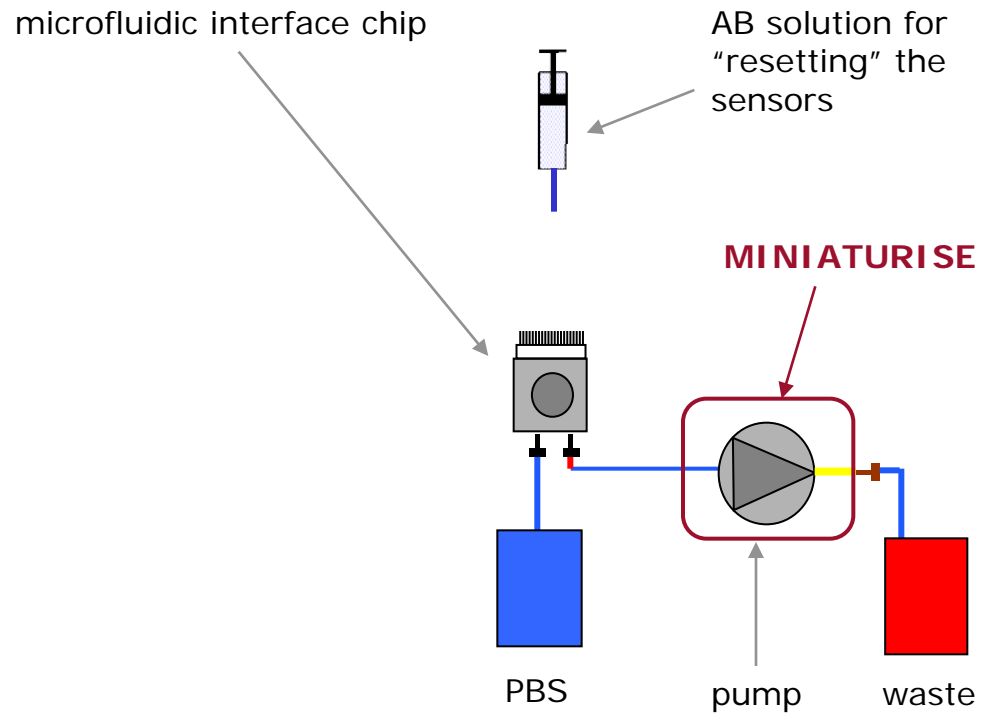 microfluidic interface chip
AB solution for
“resetting” the
sensors
MINIATURISE
PBS
pump
waste